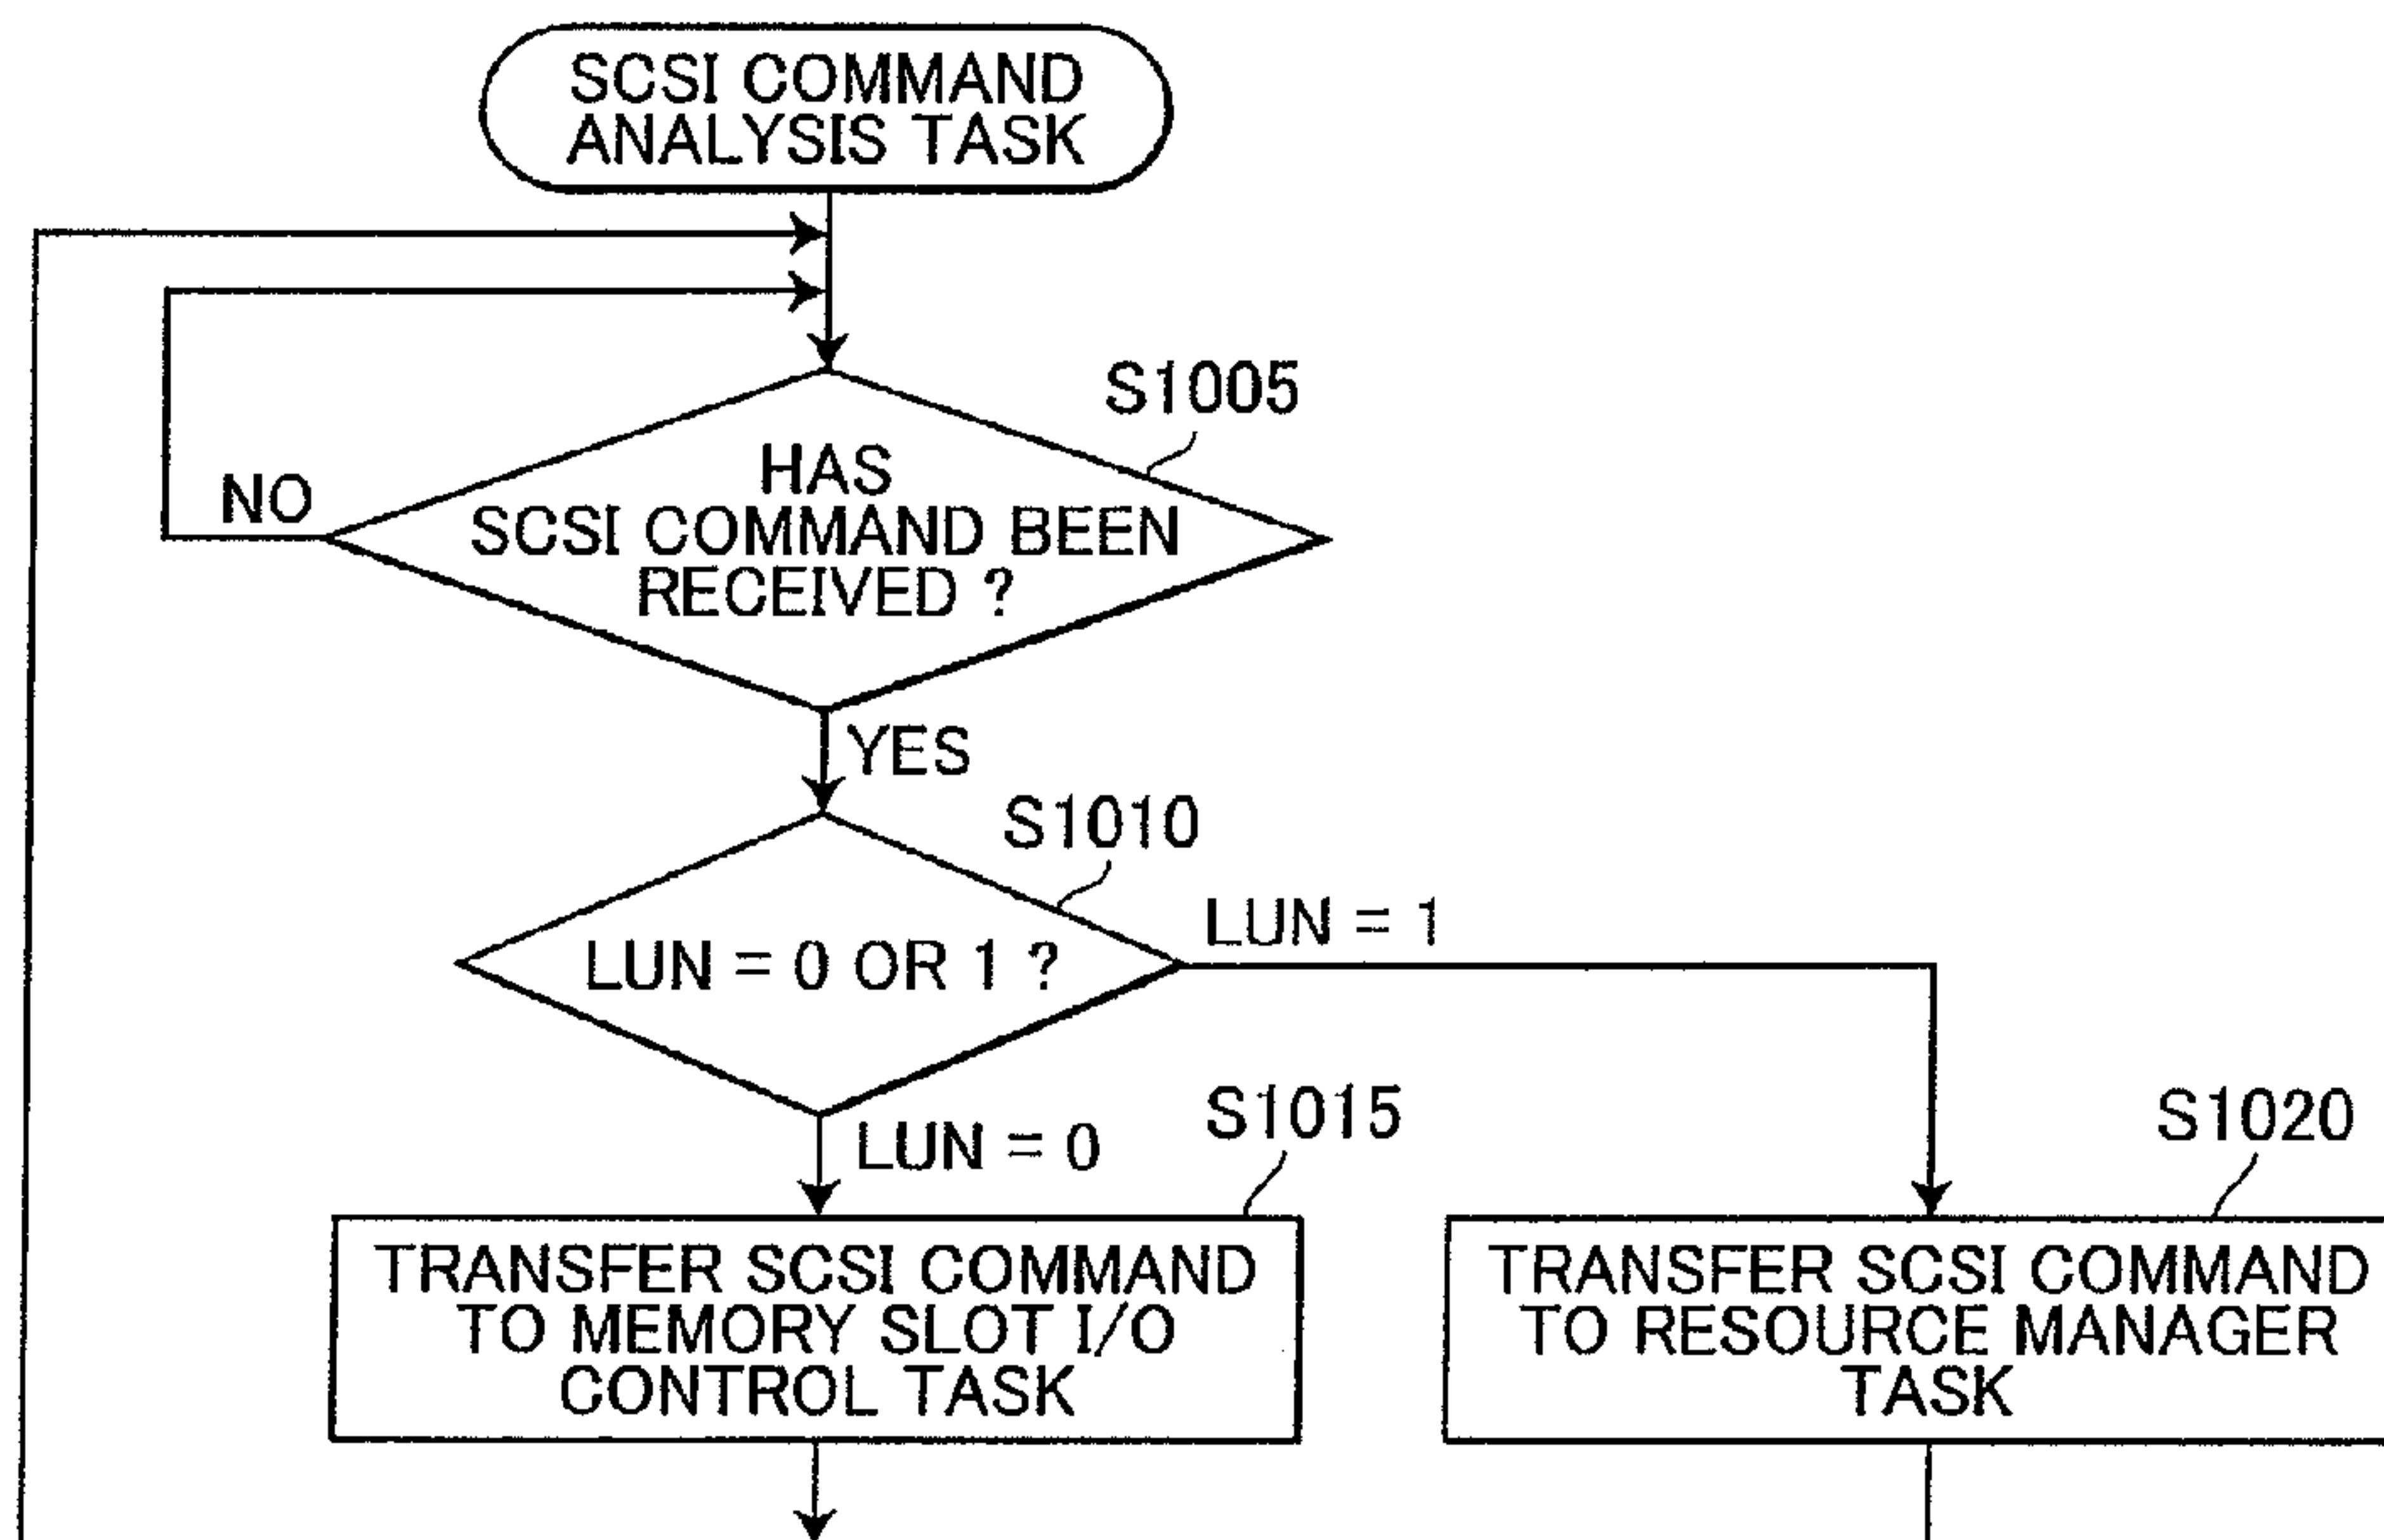 SCSI COMMAND
ANALYSIS TASK
S1005
HAS
SCSI COMMAND BEEN
RECEIVED ?
NO
YES
S1010
LUN = 0 OR 1 ?
LUN = 1
LUN = 0
S1015
TRANSFER SCSI COMMAND
TO MEMORY SLOT I/O
CONTROL TASK
S1020
TRANSFER SCSI COMMAND
TO RESOURCE MANAGER
TASK